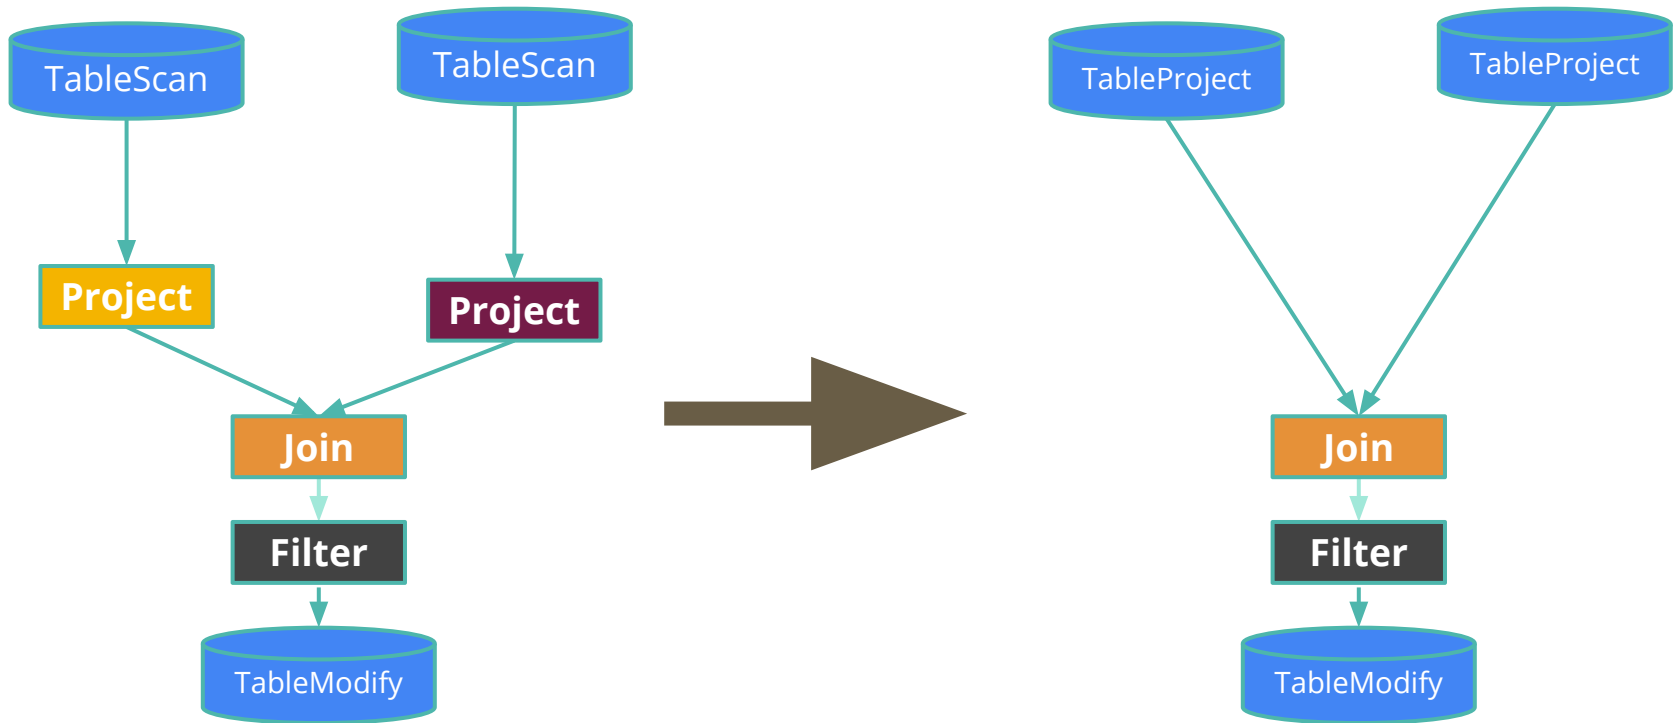 TableScan
TableScan
Project
Project
Join
Filter
TableModify
TableProject
TableProject
Join
Filter
TableModify